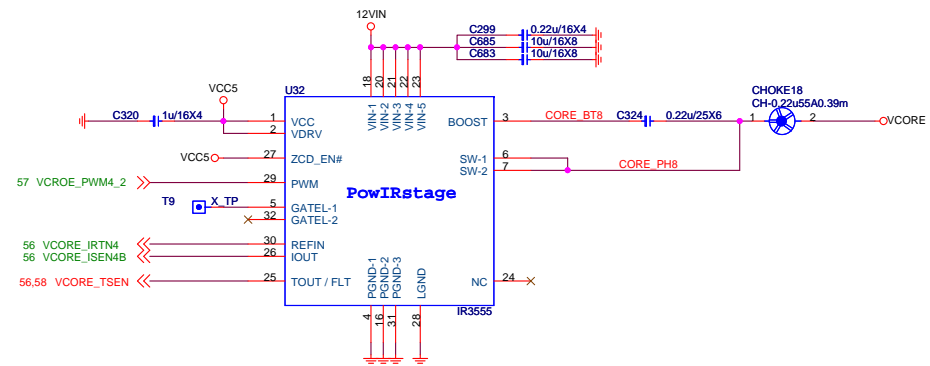 12VIN
C299 0.22u/16X4
C685 10u/16X8
C683 10u/16X8
18 20 21 22 23
VCC5
U32
CHOKE18
CH-0.22u55A0.39m
VIN-1 VIN-2 VIN-3 VIN-4 VIN-5
C320 1u/16X4 1 VCC BOOST 3 CORE_BT8 C324 0.22u/25X6 1 2 VCORE
2 VDRV
VCC5 27 ZCD_EN# SW-1 6
SW-2 7 CORE_PH8
57 VCROE_PWM4_2 29 PWM
PowIRstage
T9 X_TP 5 GATEL-1
32 GATEL-2
56 VCORE_IRTN4 30 REFIN
56 VCORE_ISEN4B 26 IOUT
56,58 VCORE_TSEN 25 TOUT / FLT NC 24
PGND-1 PGND-2 PGND-3 LGND
IR3555
4 16 31 28